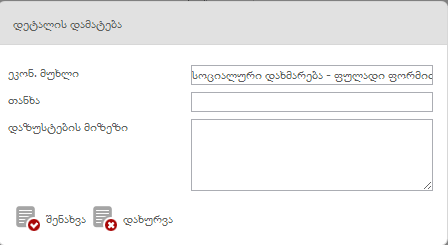 დეტალის დამატება
ეკონ. მუხლი
სოციალური დახმარება - ფულადი ფორმით
თანხა
დაზუსტების მიზეზი
შენახვა დახურვა